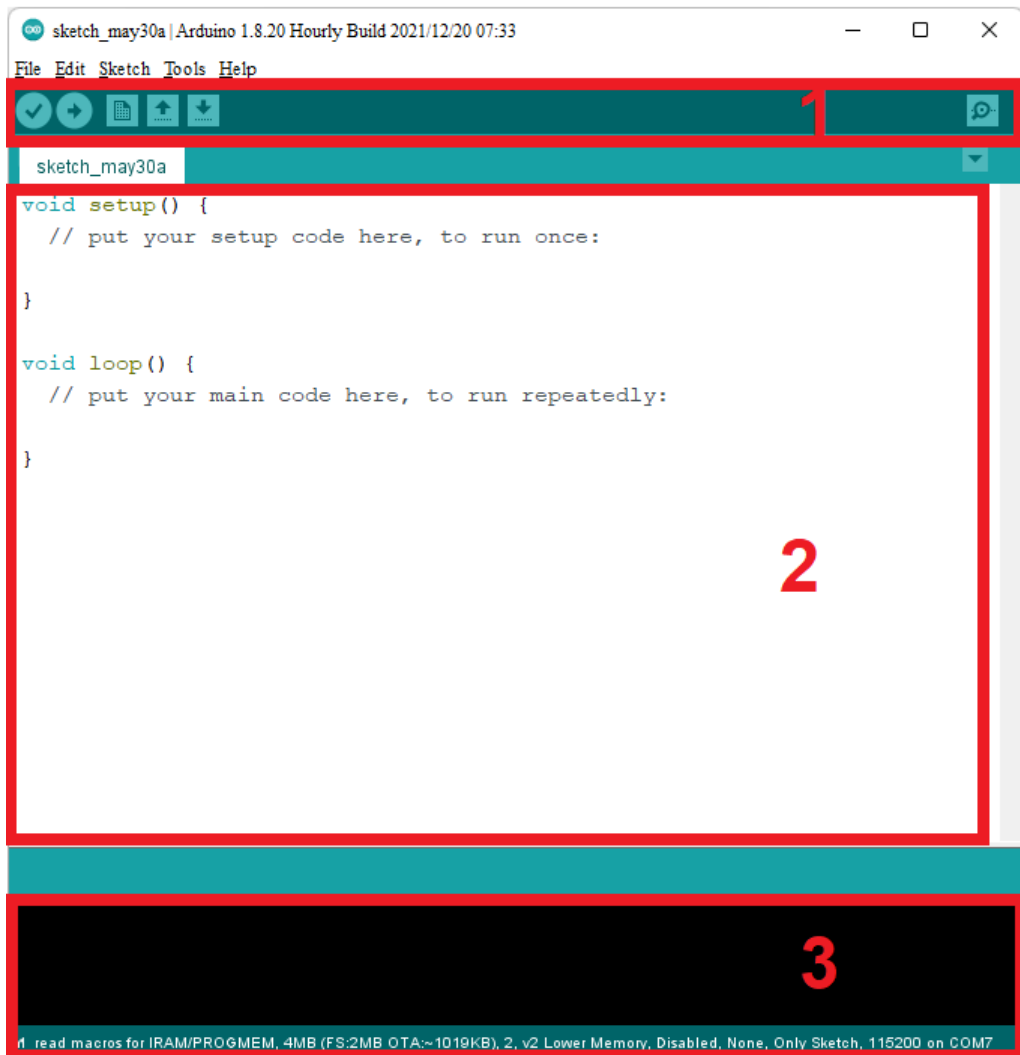 sketch_may30a | Arduino 1.8.20 Hourly Build 2021/12/20 07:33
File Edit Sketch Tools Help
1
sketch_may30a
void setup() {
  // put your setup code here, to run once:
}
void loop() {
  // put your main code here, to run repeatedly:
}
2
3
1 read macros for IRAM/PROGMEM, 4MB (FS:2MB OTA:~1019KB), 2, v2 Lower Memory, Disabled, None, Only Sketch, 115200 on COM7